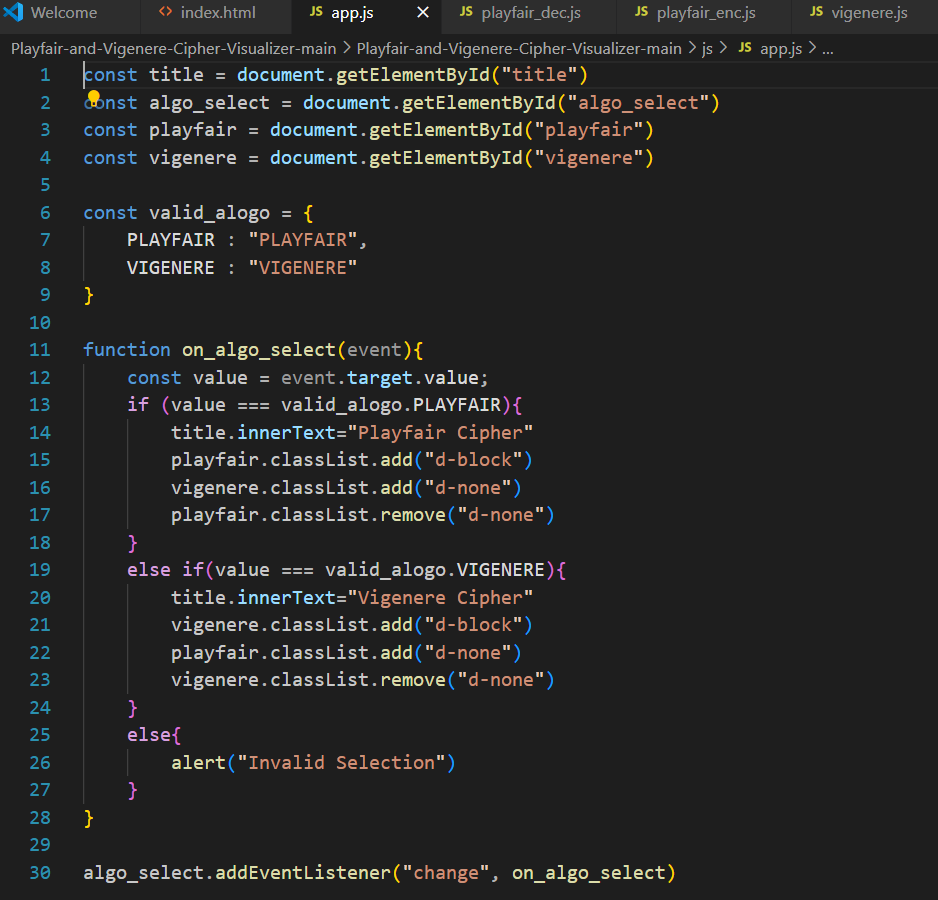 Welcome <> index.html JS app.js × JS playfair_dec.js JS playfair_enc.js JS vigenere.js
Playfair-and-Vigenere-Cipher-Visualizer-main > Playfair-and-Vigenere-Cipher-Visualizer-main > js > JS app.js > ...
1 const title = document.getElementById("title")
2 const algo_select = document.getElementById("algo_select")
3 const playfair = document.getElementById("playfair")
4 const vigenere = document.getElementById("vigenere")
5
6 const valid_alogo = {
7     PLAYFAIR : "PLAYFAIR",
8     VIGENERE : "VIGENERE"
9 }
10
11 function on_algo_select(event){
12     const value = event.target.value;
13     if (value === valid_alogo.PLAYFAIR){
14         title.innerText="Playfair Cipher"
15         playfair.classList.add("d-block")
16         vigenere.classList.add("d-none")
17         playfair.classList.remove("d-none")
18     }
19     else if(value === valid_alogo.VIGENERE){
20         title.innerText="Vigenere Cipher"
21         vigenere.classList.add("d-block")
22         playfair.classList.add("d-none")
23         vigenere.classList.remove("d-none")
24     }
25     else{
26         alert("Invalid Selection")
27     }
28 }
29
30 algo_select.addEventListener("change", on_algo_select)